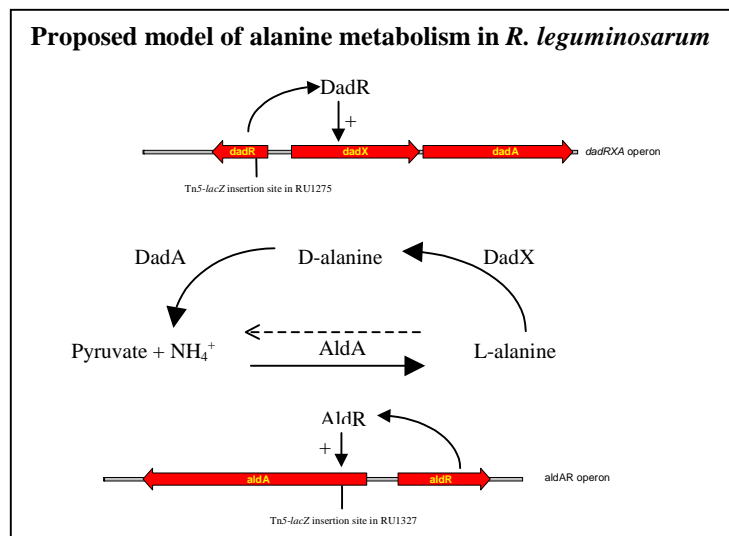 Proposed model of alanine metabolism in R. leguminosarum
DadR
+
dadR dadX dadA dadRXA operon
Tn5-lacZ insertion site in RU1275
DadA D-alanine DadX
Pyruvate + NH4+ AldA L-alanine
AldR
+
aldA aldR aldAR operon
Tn5-lacZ insertion site in RU1327